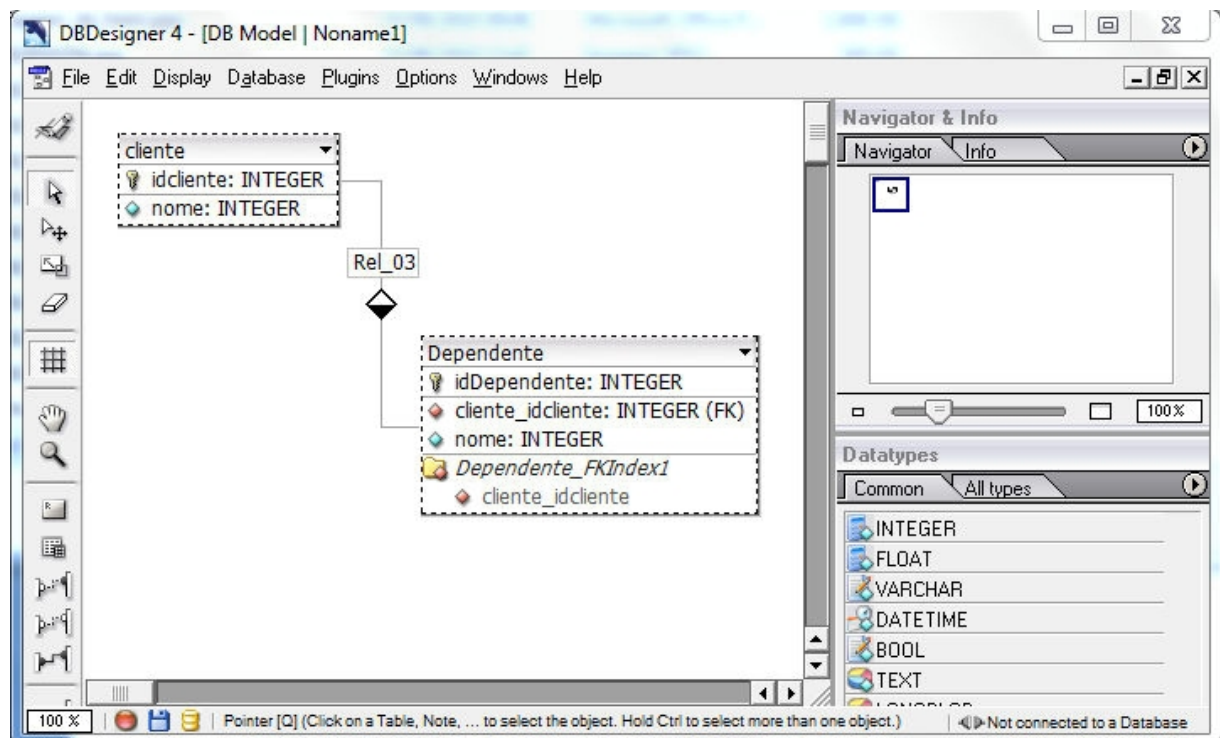 DBDesigner 4 - [DB Model | Noname1]
File Edit Display Database Plugins Options Windows Help
cliente
idcliente: INTEGER
nome: INTEGER
Rel_03
Dependente
idDependente: INTEGER
cliente_idcliente: INTEGER (FK)
nome: INTEGER
Dependente_FKIndex1
cliente_idcliente
Navigator & Info
Navigator Info
100%
Datatypes
Common All types
INTEGER
FLOAT
VARCHAR
DATETIME
BOOL
TEXT
100 % Pointer [Q] (Click on a Table, Note, ... to select the object. Hold Ctrl to select more than one object.) Not connected to a Database